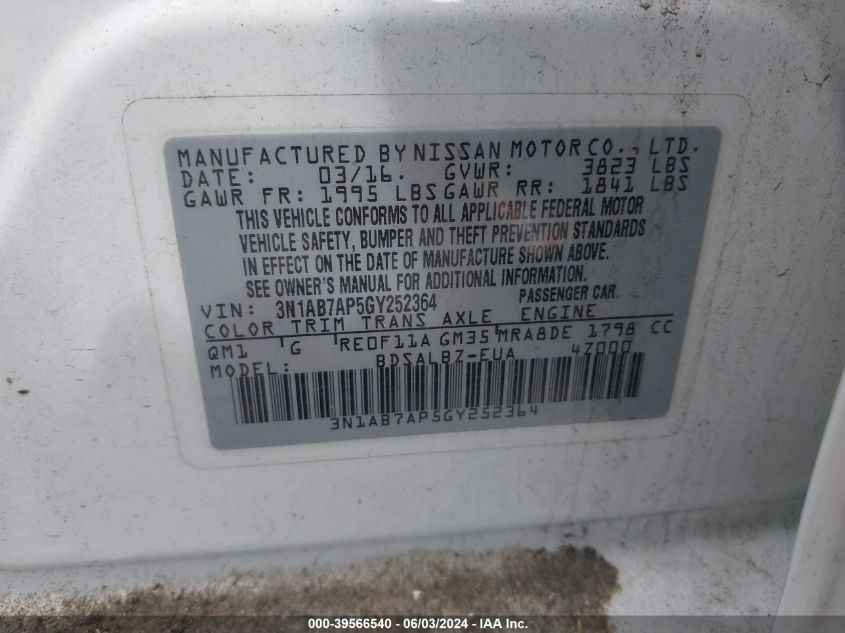 MANUFACTURED BY NISSAN MOTOR CO., LTD.
DATE: 03/16. GVWR: 3823 LBS
GAWR FR: 1995 LBS GAWR RR: 1841 LBS
THIS VEHICLE CONFORMS TO ALL APPLICABLE FEDERAL MOTOR
VEHICLE SAFETY, BUMPER AND THEFT PREVENTION STANDARDS
IN EFFECT ON THE DATE OF MANUFACTURE SHOWN ABOVE.
SEE OWNER'S MANUAL FOR ADDITIONAL INFORMATION.
VIN: 3N1AB7AP5GY252364 PASSENGER CAR.
COLOR TRIM TRANS AXLE ENGINE
QM1 G RE0F11A GM35 MRA8DE 1798 CC
MODEL: BDSALBZ-EUA 4Z000
3N1AB7AP5GY252364
000-39566540 - 06/03/2024 - IAA Inc.